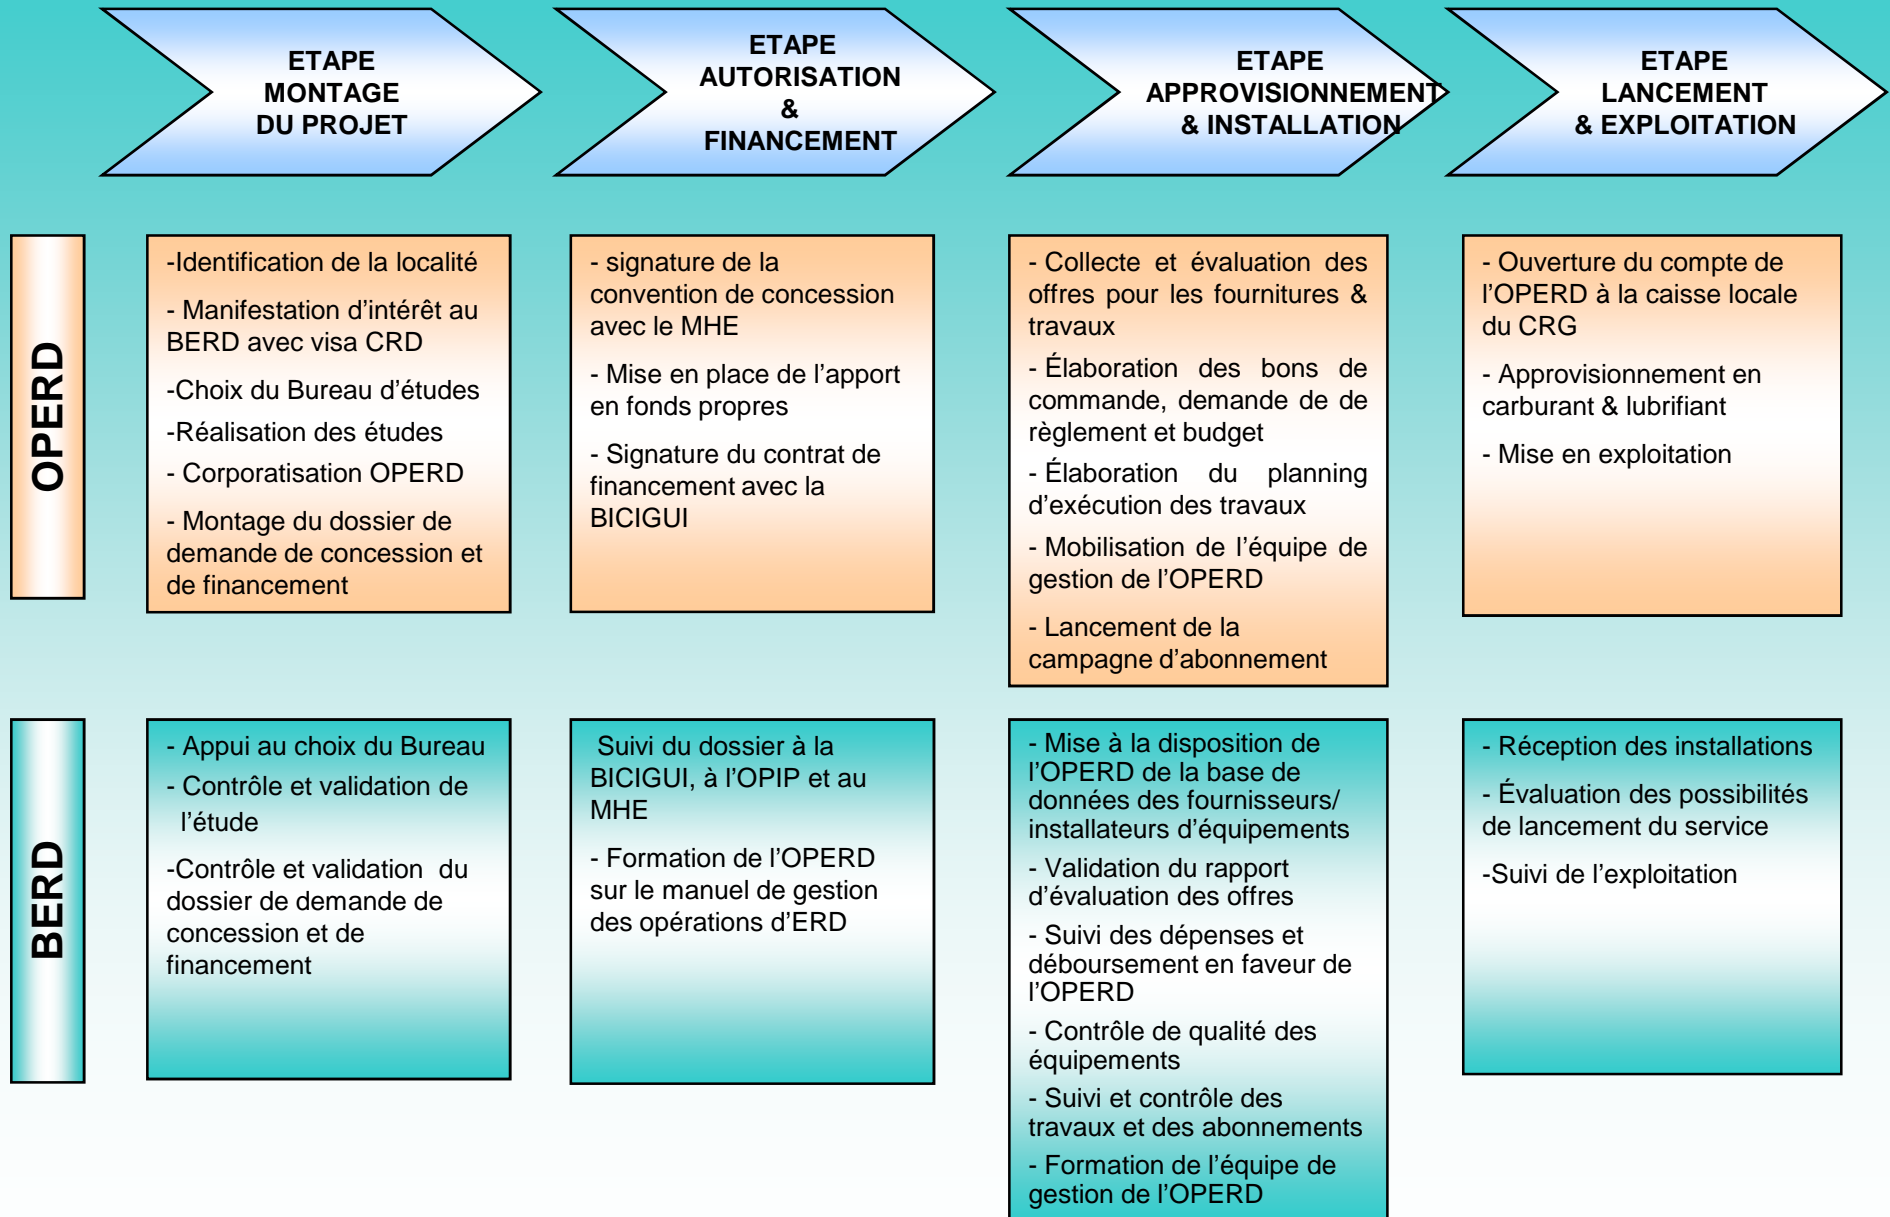 ETAPE
MONTAGE
DU PROJET
ETAPE
AUTORISATION
&
FINANCEMENT
ETAPE
APPROVISIONNEMENT
& INSTALLATION
ETAPE
LANCEMENT
& EXPLOITATION
OPERD
-Identification de la localité
- Manifestation d’intérêt au
BERD avec visa CRD
-Choix du Bureau d’études
-Réalisation des études
- Corporatisation OPERD
- Montage du dossier de
demande de concession et
de financement
- signature de la
convention de concession
avec le MHE
- Mise en place de l’apport
en fonds propres
- Signature du contrat de
financement avec la
BICIGUI
- Collecte et évaluation des
offres pour les fournitures &
travaux
- Élaboration des bons de
commande, demande de de
règlement et budget
- Élaboration du planning
d’exécution des travaux
- Mobilisation de l’équipe de
gestion de l’OPERD
- Lancement de la
campagne d’abonnement
- Ouverture du compte de
l’OPERD à la caisse locale
du CRG
- Approvisionnement en
carburant & lubrifiant
- Mise en exploitation
BERD
- Appui au choix du Bureau
- Contrôle et validation de
l’étude
-Contrôle et validation du
dossier de demande de
concession et de
financement
Suivi du dossier à la
BICIGUI, à l’OPIP et au
MHE
- Formation de l’OPERD
sur le manuel de gestion
des opérations d’ERD
- Mise à la disposition de
l’OPERD de la base de
données des fournisseurs/
installateurs d’équipements
- Validation du rapport
d’évaluation des offres
- Suivi des dépenses et
déboursement en faveur de
l’OPERD
- Contrôle de qualité des
équipements
- Suivi et contrôle des
travaux et des abonnements
- Formation de l’équipe de
gestion de l’OPERD
- Réception des installations
- Évaluation des possibilités
de lancement du service
-Suivi de l’exploitation